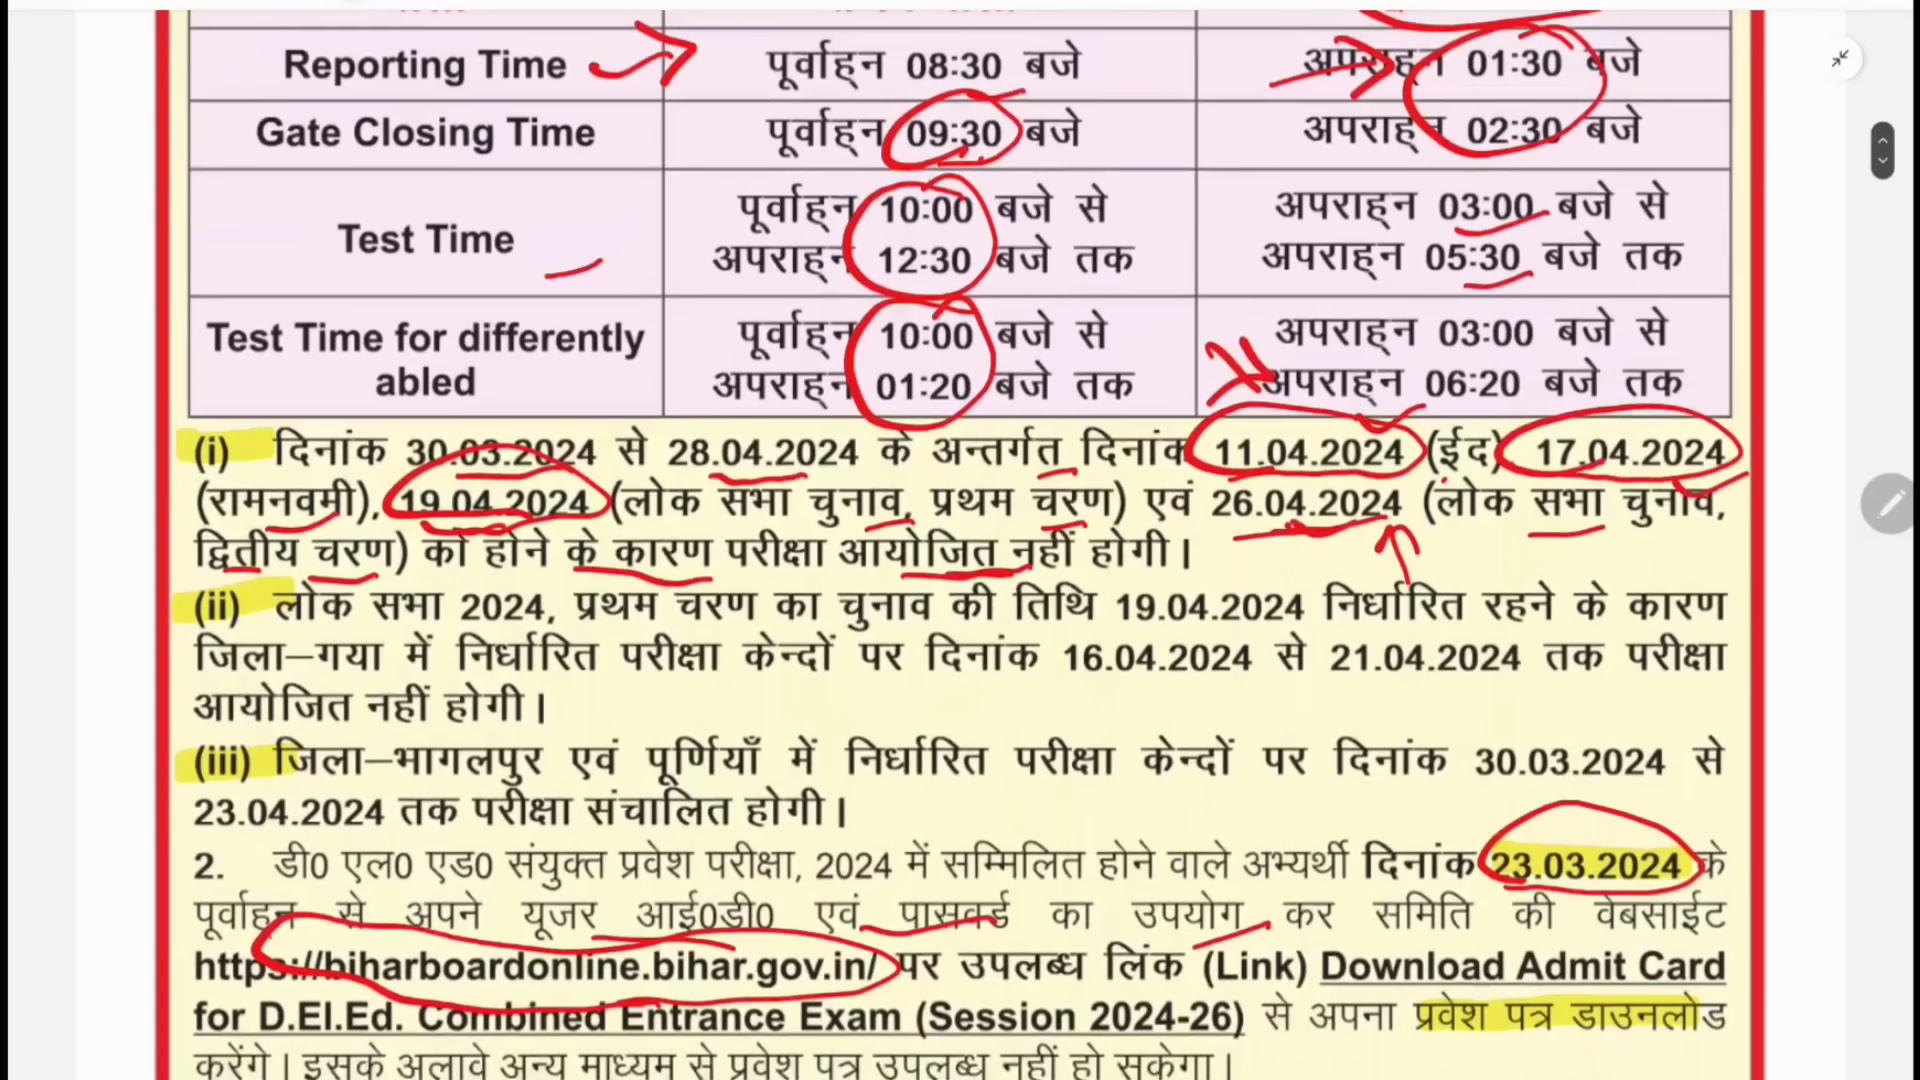 Reporting Time पूर्वाह्न 08:30 बजे अपराह्न 01:30 बजे
Gate Closing Time पूर्वाह्न 09:30 बजे अपराह्न 02:30 बजे
Test Time पूर्वाह्न 10:00 बजे से अपराह्न 03:00 बजे से
अपराह्न 12:30 बजे तक अपराह्न 05:30 बजे तक
Test Time for differently abled पूर्वाह्न 10:00 बजे से अपराह्न 03:00 बजे से
अपराह्न 01:20 बजे तक अपराह्न 06:20 बजे तक
(i) दिनांक 30.03.2024 से 28.04.2024 के अन्तर्गत दिनांक 11.04.2024 (ईद) 17.04.2024
(रामनवमी), 19.04.2024 (लोक सभा चुनाव, प्रथम चरण) एवं 26.04.2024 (लोक सभा चुनाव,
द्वितीय चरण) को होने के कारण परीक्षा आयोजित नहीं होगी।
(ii) लोक सभा 2024, प्रथम चरण का चुनाव की तिथि 19.04.2024 निर्धारित रहने के कारण
जिला–गया में निर्धारित परीक्षा केन्दों पर दिनांक 16.04.2024 से 21.04.2024 तक परीक्षा
आयोजित नहीं होगी।
(iii) जिला–भागलपुर एवं पूर्णियाँ में निर्धारित परीक्षा केन्दों पर दिनांक 30.03.2024 से
23.04.2024 तक परीक्षा संचालित होगी।
2. डी0 एल0 एड0 संयुक्त प्रवेश परीक्षा, 2024 में सम्मिलित होने वाले अभ्यर्थी दिनांक 23.03.2024 के
पूर्वाहन से अपने यूजर आई0डी0 एवं पासवर्ड का उपयोग कर समिति की वेबसाईट
https://biharboardonline.bihar.gov.in/ पर उपलब्ध लिंक (Link) Download Admit Card
for D.El.Ed. Combined Entrance Exam (Session 2024-26) से अपना प्रवेश पत्र डाउनलोड
करेंगे। इसके अलावे अन्य माध्यम से प्रवेश पत्र उपलब्ध नहीं हो सकेगा।